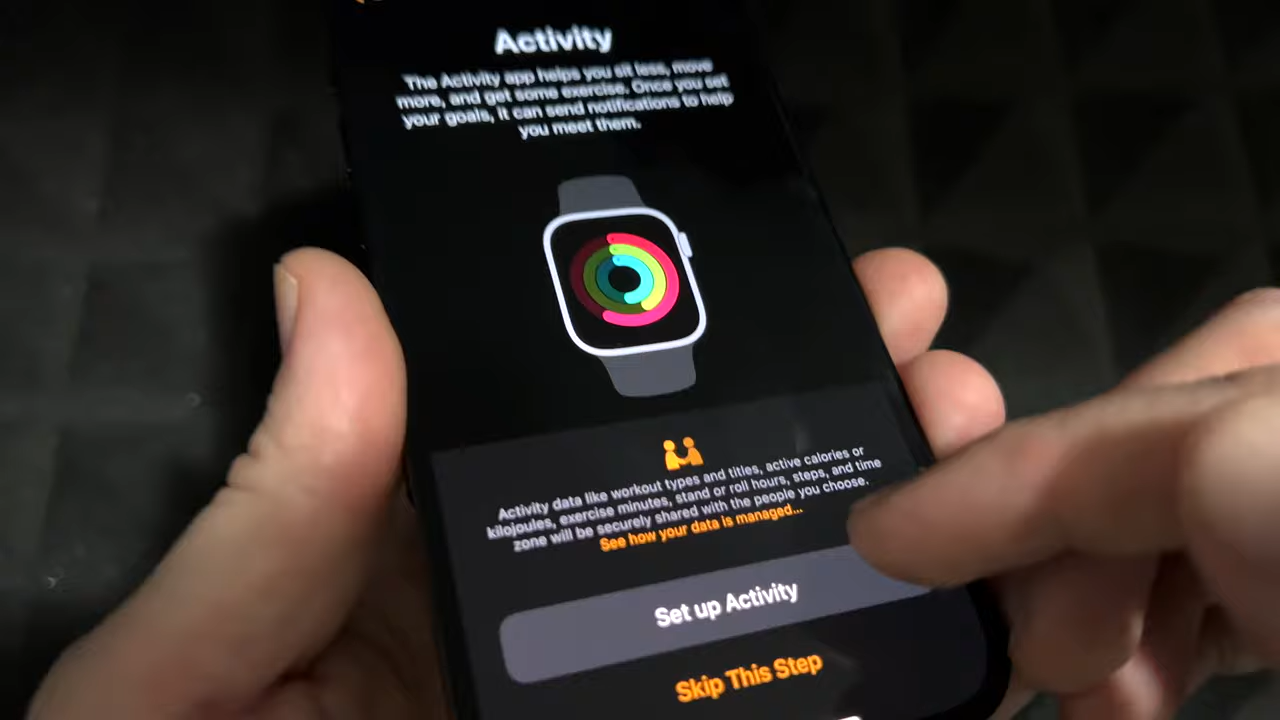 Activity
The Activity app helps you sit less, move
more, and get some exercise. Once you set
your goals, it can send notifications to help
you meet them.
Activity data like workout types and titles, active calories or
kilojoules, exercise minutes, stand or roll hours, steps, and time
zone will be securely shared with the people you choose.
See how your data is managed...
Set up Activity
Skip This Step